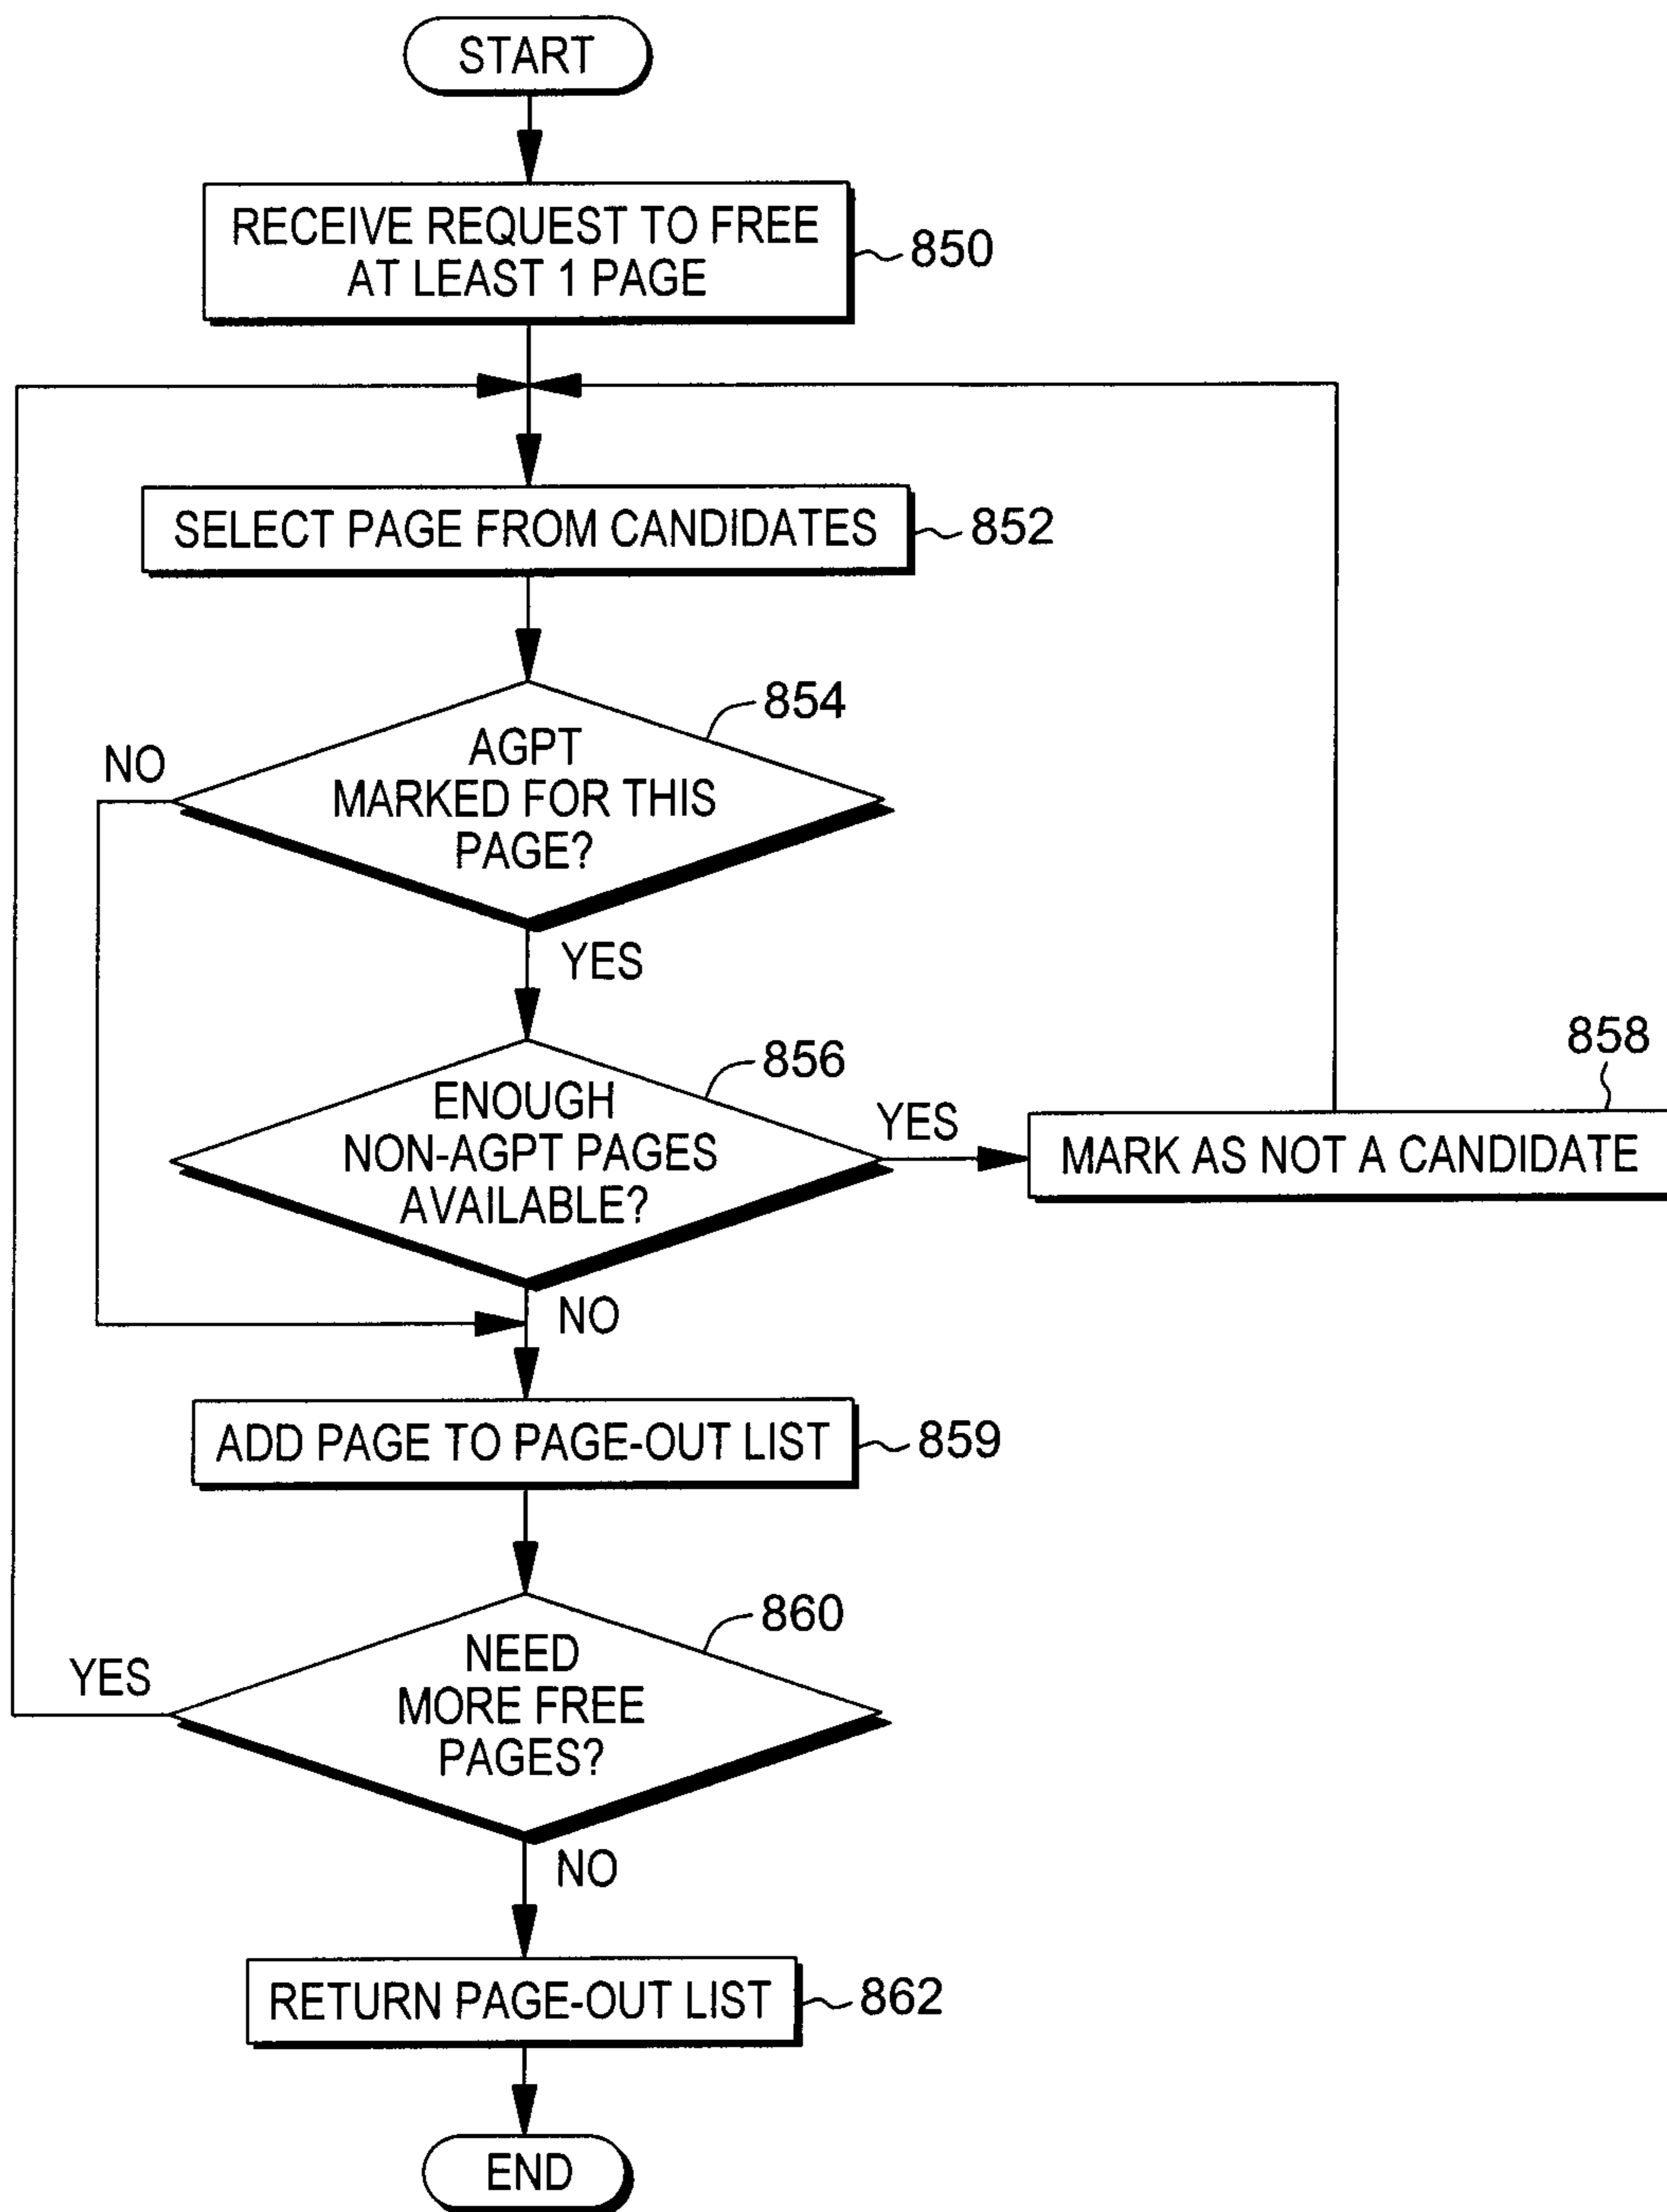 START
RECEIVE REQUEST TO FREE
AT LEAST 1 PAGE
850
SELECT PAGE FROM CANDIDATES
852
854
AGPT
MARKED FOR THIS
PAGE?
NO
YES
856
ENOUGH
NON-AGPT PAGES
AVAILABLE?
YES
858
MARK AS NOT A CANDIDATE
NO
ADD PAGE TO PAGE-OUT LIST
859
860
NEED
MORE FREE
PAGES?
YES
NO
RETURN PAGE-OUT LIST
862
END